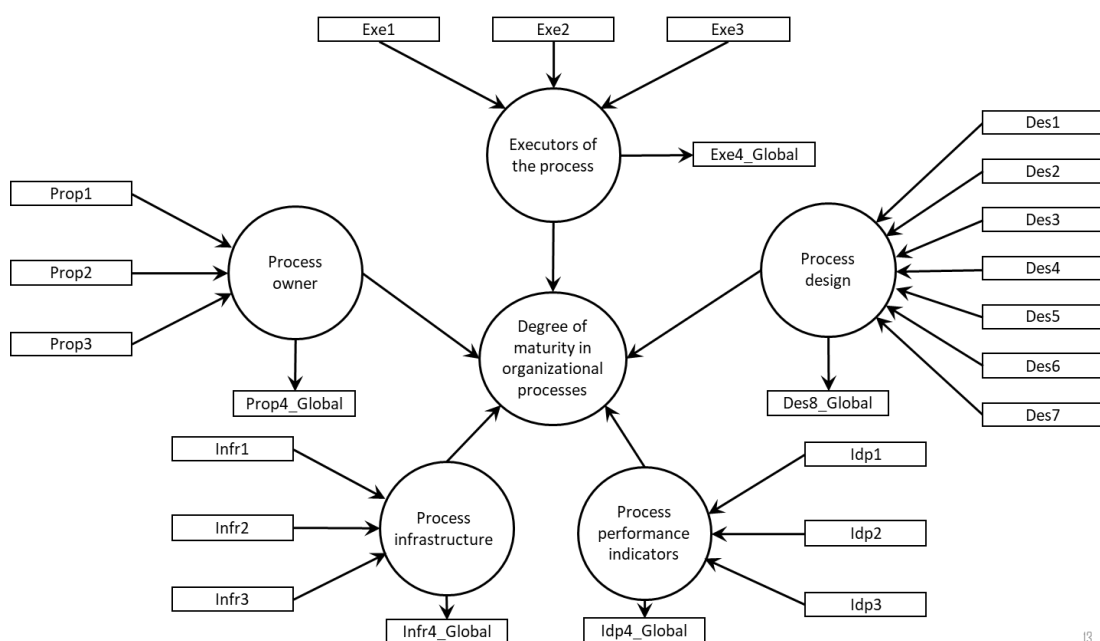 Exe1
Exe2
Exe3
Executors of
the process
Exe4_Global
Prop1
Prop2
Prop3
Process
owner
Prop4_Global
Des1
Des2
Des3
Des4
Des5
Des6
Des7
Process
design
Des8_Global
Degree of
maturity in
organizational
processes
Infr1
Infr2
Infr3
Process
infrastructure
Infr4_Global
Idp1
Idp2
Idp3
Process
performance
indicators
Idp4_Global
13